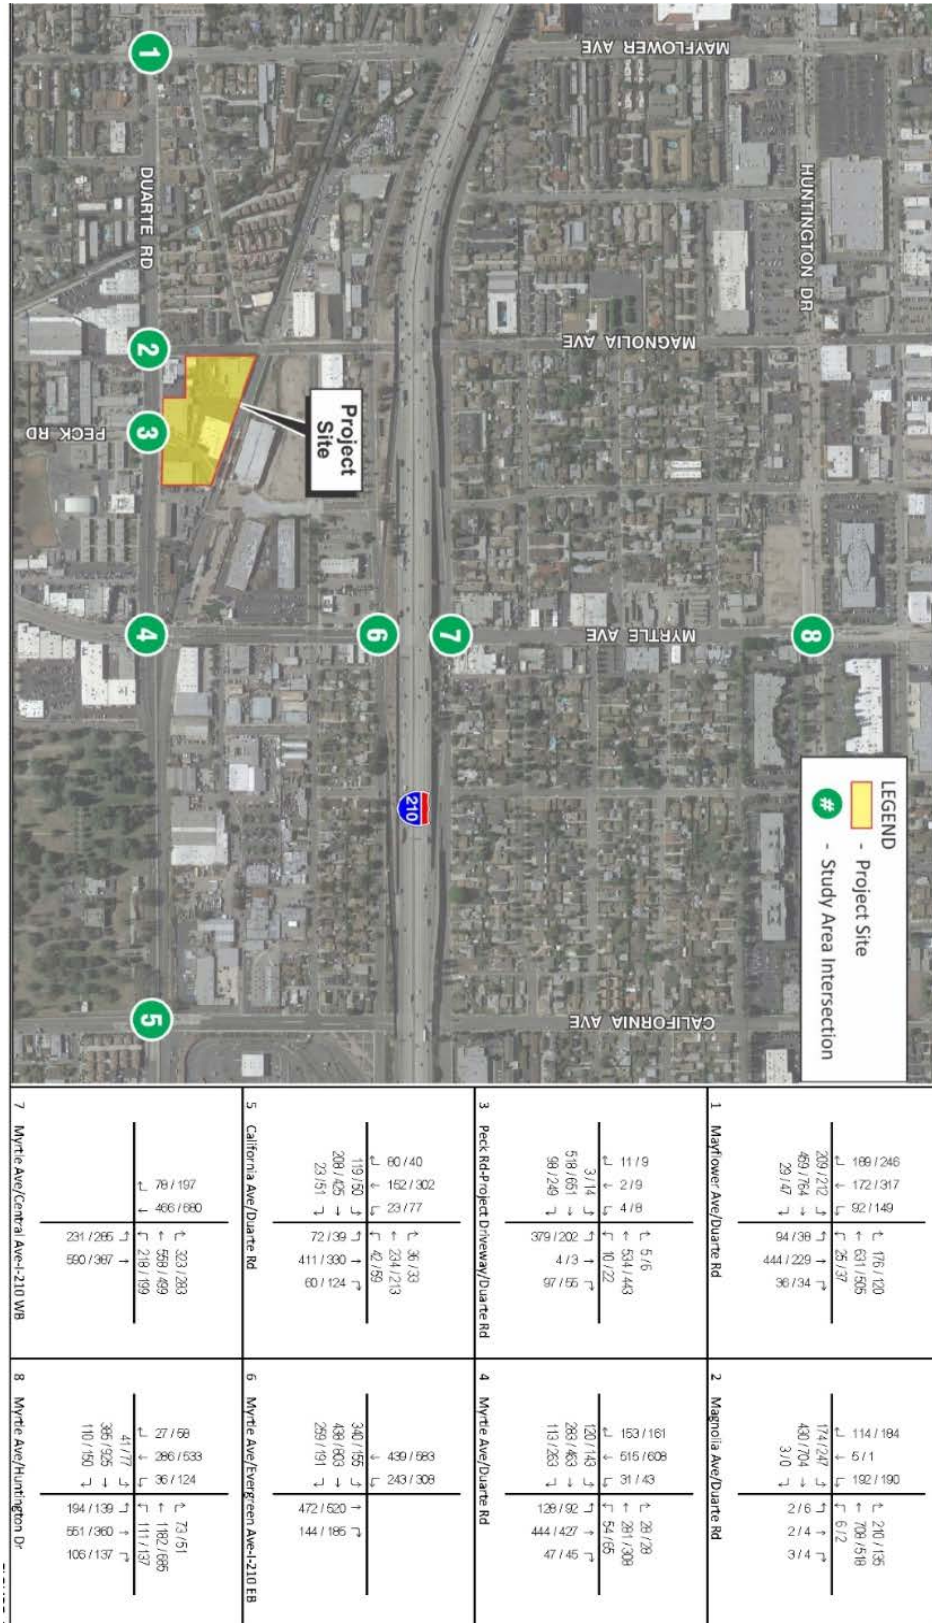 MAYFLOWER AVE
HUNTINGTON DR
DUARTE RD
MAGNOLIA AVE
PECK RD
Project
Site
MYRTLE AVE
CALIFORNIA AVE
210
1
2
3
4
5
6
7
8
LEGEND
- Project Site
# - Study Area Intersection
1 Mayflower Ave/Duarte Rd
189 / 246
172 / 317
92 / 149
209 / 212
459 / 764
29 / 47
176 / 120
631 / 505
25 / 37
94 / 38
444 / 229
36 / 34
2 Magnolia Ave/Duarte Rd
114 / 184
5 / 1
192 / 190
174 / 247
430 / 704
3 / 0
210 / 135
709 / 518
6 / 2
2 / 6
2 / 4
3 / 4
3 Peck Rd-Project Driveway/Duarte Rd
11 / 9
2 / 9
4 / 8
3 / 14
518 / 651
98 / 249
5 / 6
534 / 443
10 / 22
379 / 202
4 / 3
97 / 55
4 Myrtle Ave/Duarte Rd
153 / 161
515 / 608
31 / 43
120 / 143
283 / 463
113 / 263
28 / 28
281 / 309
54 / 65
128 / 92
444 / 427
47 / 45
5 California Ave/Duarte Rd
60 / 40
152 / 302
23 / 77
119 / 50
208 / 425
23 / 51
36 / 33
234 / 213
42 / 59
72 / 39
411 / 330
60 / 124
6 Myrtle Ave/Evergreen Ave-I-210 EB
439 / 583
243 / 308
340 / 155
438 / 603
259 / 191
472 / 520
144 / 185
7 Myrtle Ave/Central Ave-I-210 WB
78 / 197
466 / 680
323 / 283
558 / 499
218 / 199
231 / 285
590 / 367
8 Myrtle Ave/Huntington Dr
27 / 58
286 / 533
36 / 124
41 / 77
385 / 925
110 / 150
73 / 51
1182 / 685
111 / 137
194 / 139
551 / 360
106 / 137